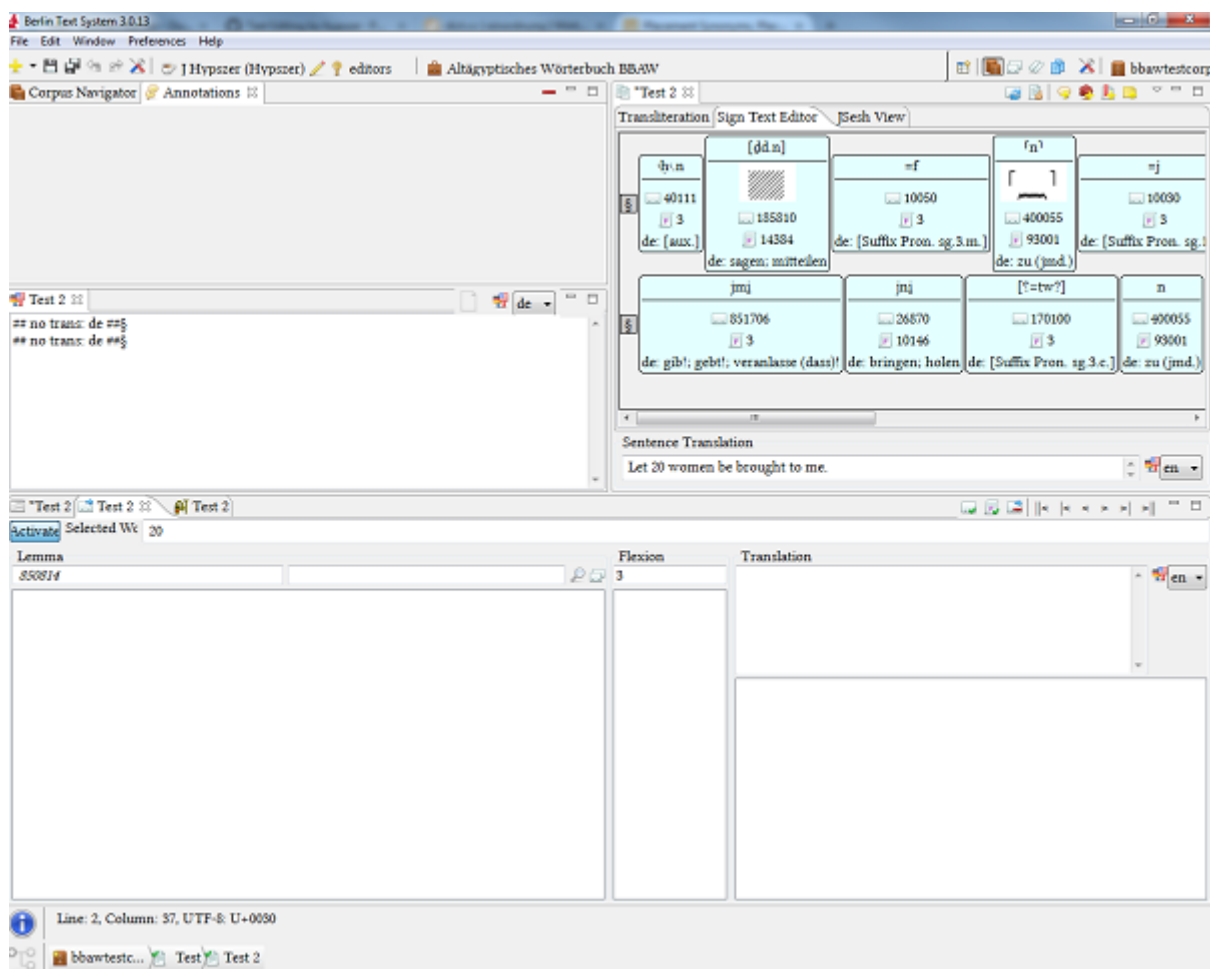 Berlin Text System 3.0.13
File Edit Window Preferences Help
J Hypszer (Hypszer) editors Altägyptisches Wörterbuch BBAW bbawtestcorp
Corpus Navigator Annotations
*Test 2
Transliteration Sign Text Editor JSesh View
[ḏd.n] ⸢n⸣
=f =j
40111 10050 10030
3 185810 3 400055 3
de: [aux.] 14384 de: [Suffix Pron. sg.3.m.] 93001 de: [Suffix Pron. sg.1
de: sagen; mitteilen de: zu (jmd.)
§
jmj jnj [?=tw?] n
§ 851706 26870 170100 400055
3 10146 3 93001
de: gib!; gebt!; veranlasse (dass)! de: bringen; holen de: [Suffix Pron. sg.3.c.] de: zu (jmd.)
Test 2 de
## no trans: de ##§
## no trans: de ##§
Sentence Translation
Let 20 women be brought to me. en
*Test 2 Test 2 Test 2
Activate Selected Wc 20
Lemma Flexion Translation
850814 3 en
Line: 2, Column: 37, UTF-8: U+0030
bbawtestc... Test Test 2